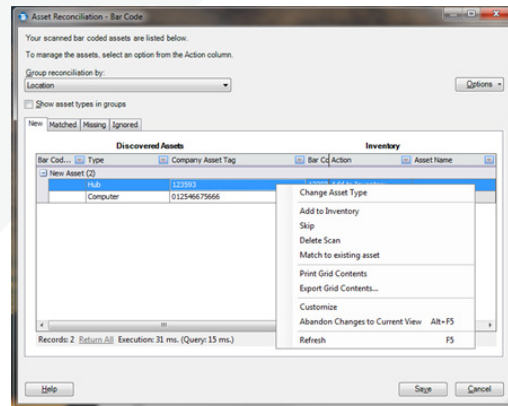 Asset Reconciliation - Bar Code
Your scanned bar coded assets are listed below.
To manage the assets, select an option from the Action column.
Group reconciliation by:
Location
Options
Show asset types in groups
New Matched Missing Ignored
Discovered Assets Inventory
Bar Cod... Type Company Asset Tag Bar Cc Action Asset Name
New Asset (2)
Hub 123593
Computer 012546675666
Change Asset Type
Add to Inventory
Skip
Delete Scan
Match to existing asset
Print Grid Contents
Export Grid Contents...
Customize
Abandon Changes to Current View Alt+F5
Refresh F5
Records: 2 Return All Execution: 31 ms. (Query: 15 ms.)
Help Save Cancel